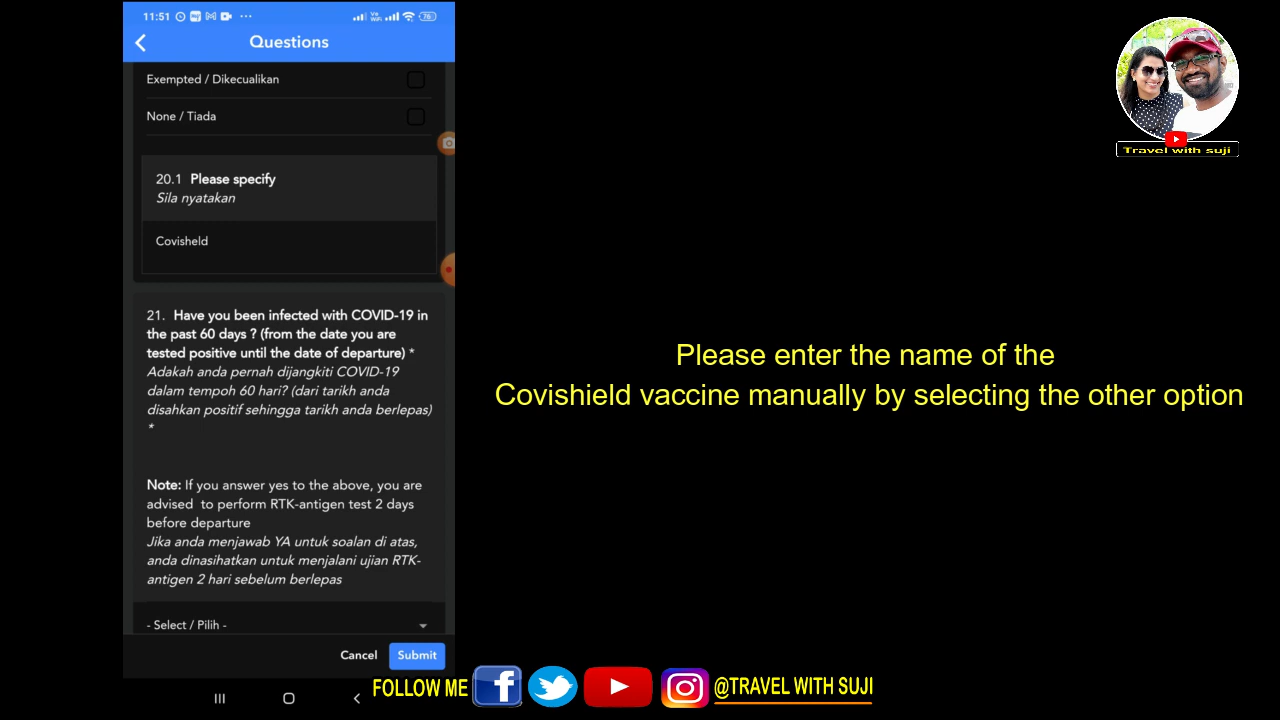 11:51
76
Questions
Exempted / Dikecualikan
None / Tiada
20.1 Please specify
Sila nyatakan
Covisheld
21. Have you been infected with COVID-19 in
the past 60 days ? (from the date you are
tested positive until the date of departure) *
Adakah anda pernah dijangkiti COVID-19
dalam tempoh 60 hari? (dari tarikh anda
disahkan positif sehingga tarikh anda berlepas)
*
Note: If you answer yes to the above, you are
advised to perform RTK-antigen test 2 days
before departure
Jika anda menjawab YA untuk soalan di atas,
anda dinasihatkan untuk menjalani ujian RTK-
antigen 2 hari sebelum berlepas
- Select / Pilih -
Cancel Submit
Please enter the name of the
Covishield vaccine manually by selecting the other option
Travel with suji
FOLLOW ME @TRAVEL WITH SUJI